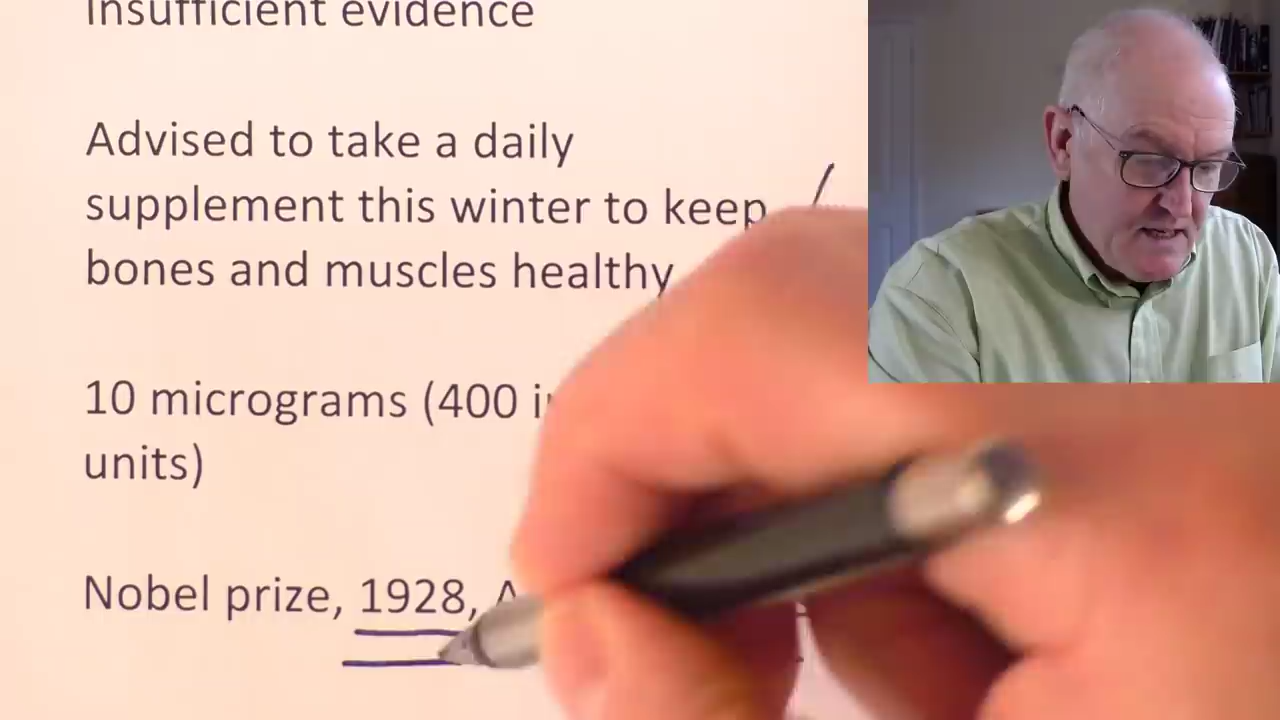 Insufficient evidence
Advised to take a daily
supplement this winter to keep
bones and muscles healthy
10 micrograms (400
units)
Nobel prize, 1928,